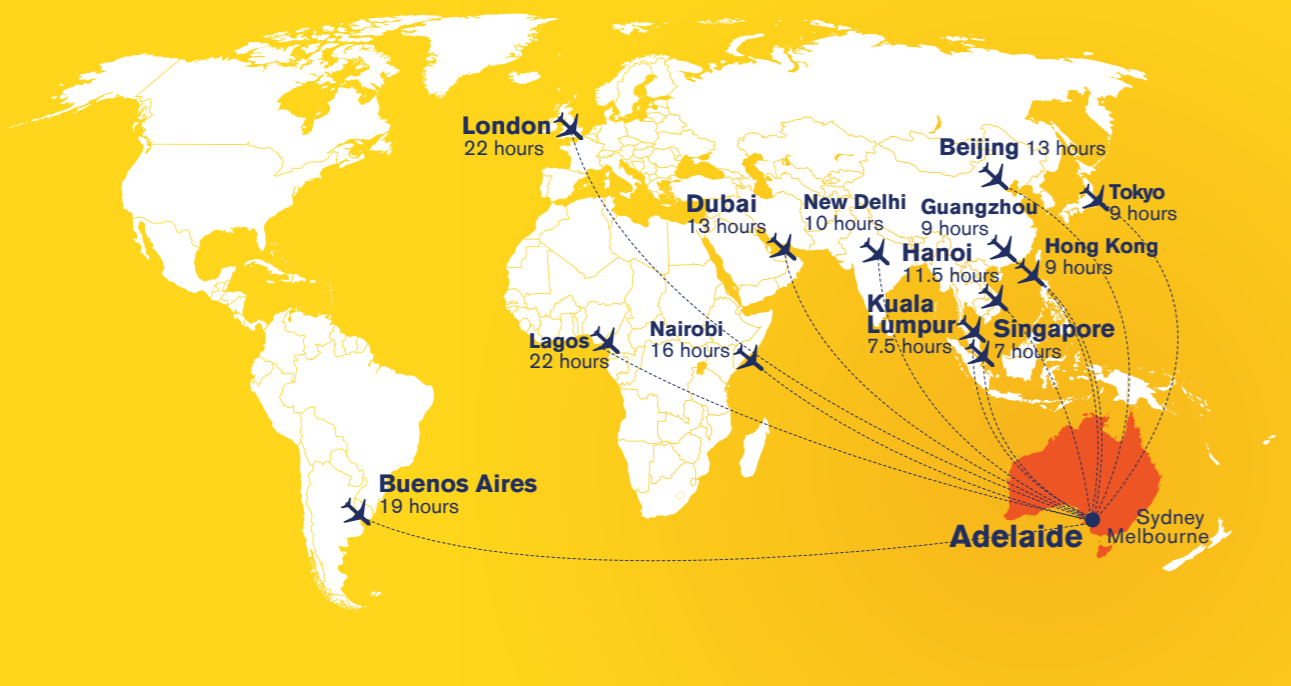 London
22 hours
Beijing 13 hours
Tokyo
9 hours
Dubai
13 hours
New Delhi
10 hours
Guangzhou
9 hours
Hong Kong
9 hours
Hanoi
11.5 hours
Kuala
Lumpur
7.5 hours
Singapore
7 hours
Lagos
22 hours
Nairobi
16 hours
Buenos Aires
19 hours
Adelaide
Sydney
Melbourne